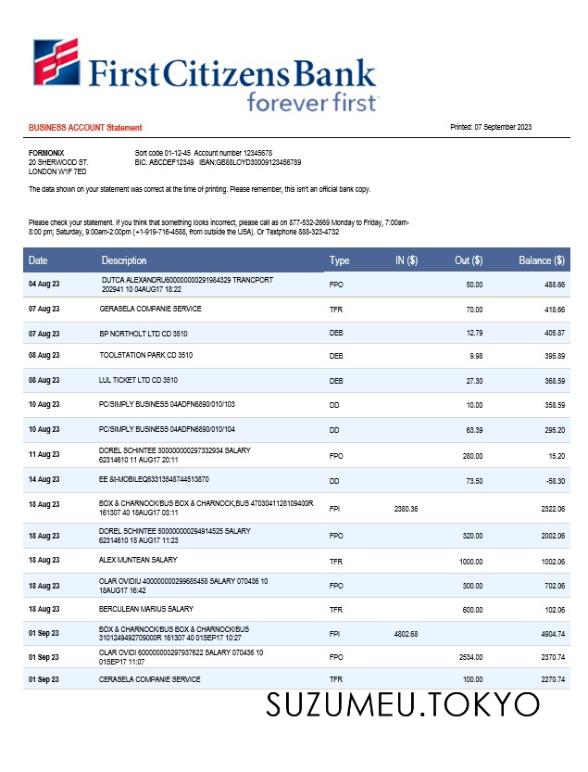 First Citizens Bank
forever first
BUSINESS ACCOUNT Statement Printed: 07 September 2023
FORMONIX Sort code 01-12-45 Account number 12345678
20 SHERWOOD ST. BIC. ABCDEF12349 IBAN:GB88LOYD30009123456789
LONDON W1F 7ED
The data shown on your statement was correct at the time of printing. Please remember, this isn't an official bank copy.
Please check your statement. If you think that something looks incorrect, please call as on 877-532-2669 Monday to Friday, 7:00am-
8:00 pm; Saturday, 9:00am-2:00pm (+1-919-716-4588, from outside the USA). Or Textphone 888-323-4732
Date Description Type IN ($) Out ($) Balance ($)
04 Aug 23 DUTCA ALEXANDRU600000000291984329 TRANCPORT FPO 50.00 488.66
202941 10 04AUG17 18:22
07 Aug 23 GERASELA COMPANIE SERVICE TFR 70.00 418.66
07 Aug 23 BP NORTHOLT LTD CD 3510 DEB 12.79 405.87
08 Aug 23 TOOLSTATION PARK CD 3510 DEB 9.98 395.89
08 Aug 23 LUL TICKET LTD CD 3510 DEB 27.30 368.59
10 Aug 23 PC/SIMPLY BUSINESS 04ADFN6890/010/103 DD 10.00 358.59
10 Aug 23 PC/SIMPLY BUSINESS 04ADFN6890/010/104 DD 63.39 295.20
11 Aug 23 DOREL SCHINTEE 300000000297332934 SALARY FPO 280.00 15.20
62314610 11 AUG17 20:11
14 Aug 23 EE &t-MOBILEQ63313548744513870 DD 73.50 -58.30
18 Aug 23 BOX & CHARNOCK/BUS BOX & CHARNOCK,BUS 4703041128109400R FPI 2380.36 2322.06
161307 40 18AUG17 03:11
18 Aug 23 DOREL SCHINTEE 500000000294914525 SALARY FPO 320.00 2002.06
62314610 18 AUG17 11:23
18 Aug 23 ALEX MUNTEAN SALARY TFR 1000.00 1002.06
18 Aug 23 OLAR OVIDIU 400000000299685458 SALARY 070436 10 FPO 300.00 702.06
18AUG17 16:42
18 Aug 23 BERCULEAN MARIUS SALARY TFR 600.00 102.06
01 Sep 23 BOX & CHARNOCK/BUS BOX & CHARNOCK/BUS FPI 4802.68 4904.74
3101249492709000R 161307 40 01SEP17 10:27
01 Sep 23 OLAR OVIDI 600000000297937622 SALARY 070436 10 FPO 2534.00 2370.74
01SEP17 11:07
01 Sep 23 CERASELA COMPANIE SERVICE TFR 100.00 2270.74
SUZUMEU.TOKYO